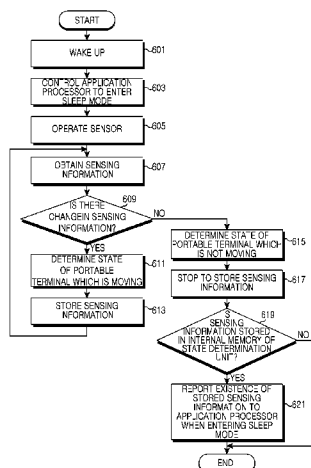 START
WAKE UP
601
CONTROL APPLICATION
PROCESSOR TO ENTER
SLEEP MODE
603
OPERATE SENSOR
605
OBTAIN SENSING
INFORMATION
607
609
IS THERE
CHANGEIN SENSING
INFORMATION?
NO
YES
DETERMINE STATE
OF PORTABLE
TERMINAL WHICH IS MOVING
611
STORE SENSING
INFORMATION
613
DETERMINE STATE OF
PORTABLE TERMINAL WHICH
IS NOT MOVING
615
STOP TO STORE SENSING
INFORMATION
617
619
IS
SENSING
INFORMATION STORED
IN INTERNAL MEMORY OF
STATE DETERMINATION
UNIT?
NO
YES
REPORT EXISTENCE OF
STORED SENSING
INFORMATION TO
APPLICATION PROCESSOR
WHEN ENTERING SLEEP
MODE
621
END